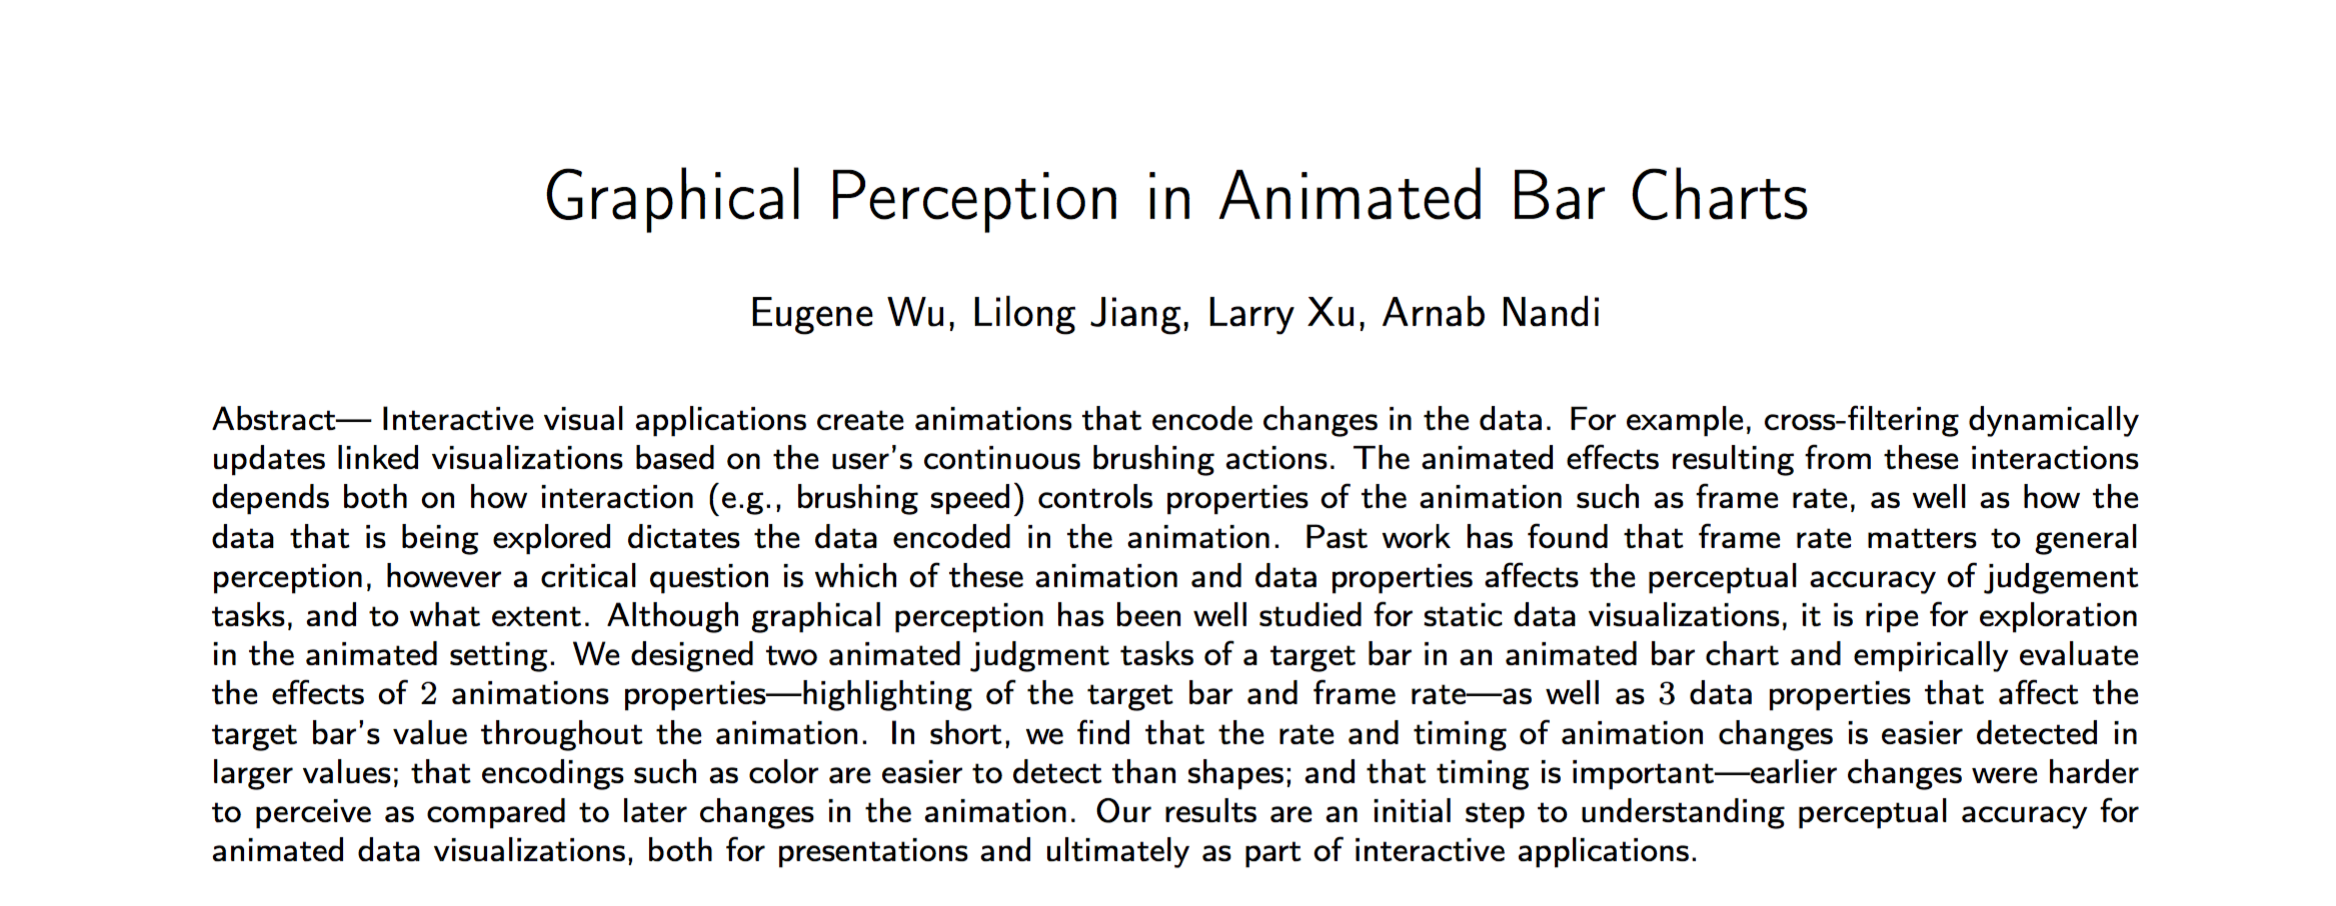 Graphical Perception in Animated Bar Charts
Eugene Wu, Lilong Jiang, Larry Xu, Arnab Nandi
Abstract— Interactive visual applications create animations that encode changes in the data. For example, cross-filtering dynamically
updates linked visualizations based on the user's continuous brushing actions. The animated effects resulting from these interactions
depends both on how interaction (e.g., brushing speed) controls properties of the animation such as frame rate, as well as how the
data that is being explored dictates the data encoded in the animation. Past work has found that frame rate matters to general
perception, however a critical question is which of these animation and data properties affects the perceptual accuracy of judgement
tasks, and to what extent. Although graphical perception has been well studied for static data visualizations, it is ripe for exploration
in the animated setting. We designed two animated judgment tasks of a target bar in an animated bar chart and empirically evaluate
the effects of 2 animations properties—highlighting of the target bar and frame rate—as well as 3 data properties that affect the
target bar's value throughout the animation. In short, we find that the rate and timing of animation changes is easier detected in
larger values; that encodings such as color are easier to detect than shapes; and that timing is important—earlier changes were harder
to perceive as compared to later changes in the animation. Our results are an initial step to understanding perceptual accuracy for
animated data visualizations, both for presentations and ultimately as part of interactive applications.